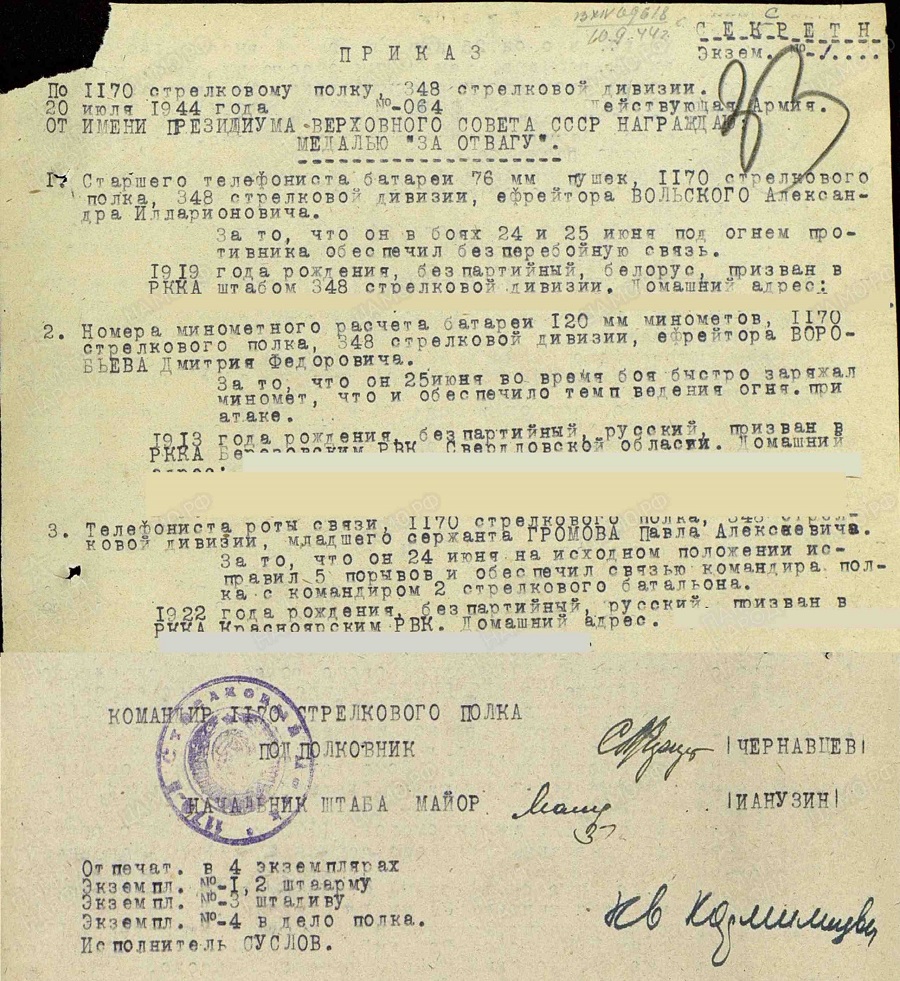 10.9.44г.
С Е К Р Е Т Н
П Р И К А З
Экзем. №-1....
По 1170 стрелковому полку, 348 стрелковой дивизии.
20 июля 1944 года №-064 Действующая Армия.
ОТ ИМЕНИ ПРЕЗИДИУМА ВЕРХОВНОГО СОВЕТА СССР НАГРАЖДАЮ:
МЕДАЛЬЮ "ЗА ОТВАГУ".
1. Старшего телефониста батареи 76 мм пушек, 1170 стрелкового
полка, 348 стрелковой дивизии, ефрейтора ВОЛЬСКОГО Алексан-
дра Илларионовича.
За то, что он в боях 24 и 25 июня под огнем про-
тивника обеспечил бесперебойную связь.
1919 года рождения, беспартийный, белорус, призван в
РККА штабом 348 стрелковой дивизии. Домашний адрес:
2. Номера минометного расчета батареи 120 мм минометов, 1170
стрелкового полка, 348 стрелковой дивизии, ефрейтора ВОРО-
БЬЕВА Дмитрия Федоровича.
За то, что он 25июня во время боя быстро заряжал
миномет, что и обеспечило темп ведения огня.при
атаке.
1913 года рождения, беспартийный, русский, призван в
РККА Березовским РВК, Свердловской области. Домашний
адрес:
3. Телефониста роты связи, 1170 стрелкового полка, 348 стрел-
ковой дивизии, младшего сержанта ГРОМОВА Павла Алексеевича.
За то, что он 24 июня на исходном положении ис-
правил 5 порывов и обеспечил связью командира пол-
ка с командиром 2 стрелкового батальона.
1922 года рождения, беспартийный, русский, призван в
РККА Красноярским РВК. Домашний адрес.
КОМАНДИР 1170 СТРЕЛКОВОГО ПОЛКА
ПОДПОЛКОВНИК |ЧЕРНАВЦЕВ|
НАЧАЛЬНИК ШТАБА МАЙОР |ИАНУЗИН|
Отпечат. в 4 экземплярах
Экземпл. №-1,2 штаарму
Экземпл. №-3 штадиву
Экземпл. №-4 в дело полка.
Исполнитель СУСЛОВ.